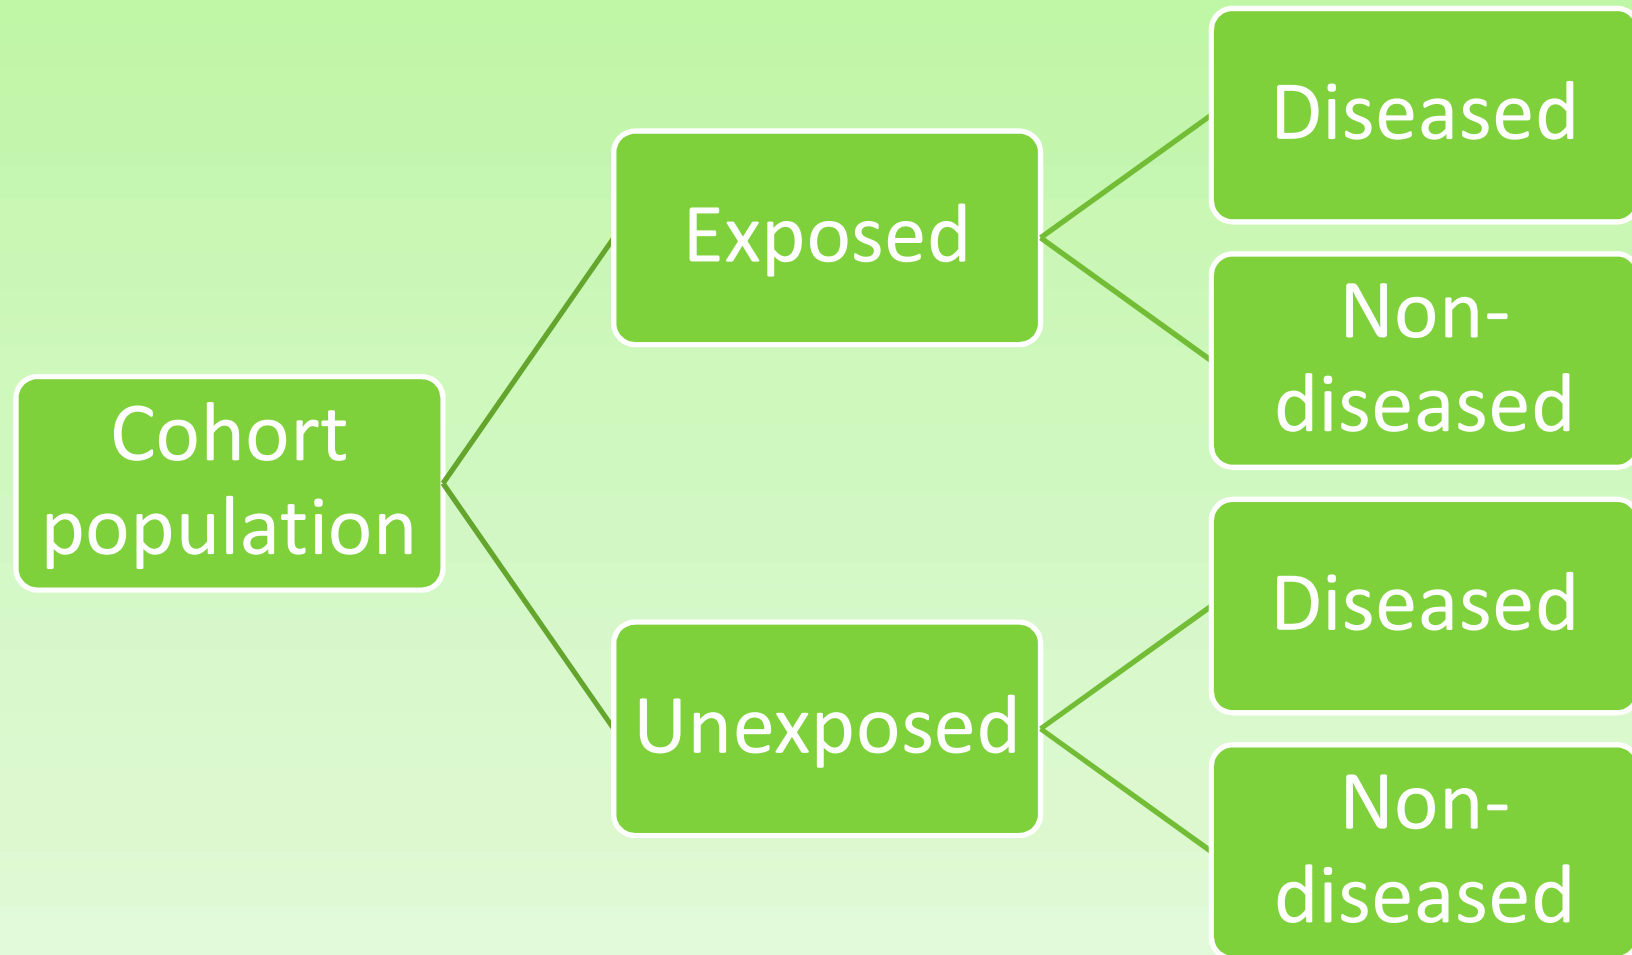 Cohort
population
Exposed
Unexposed
Diseased
Non-
diseased
Diseased
Non-
diseased